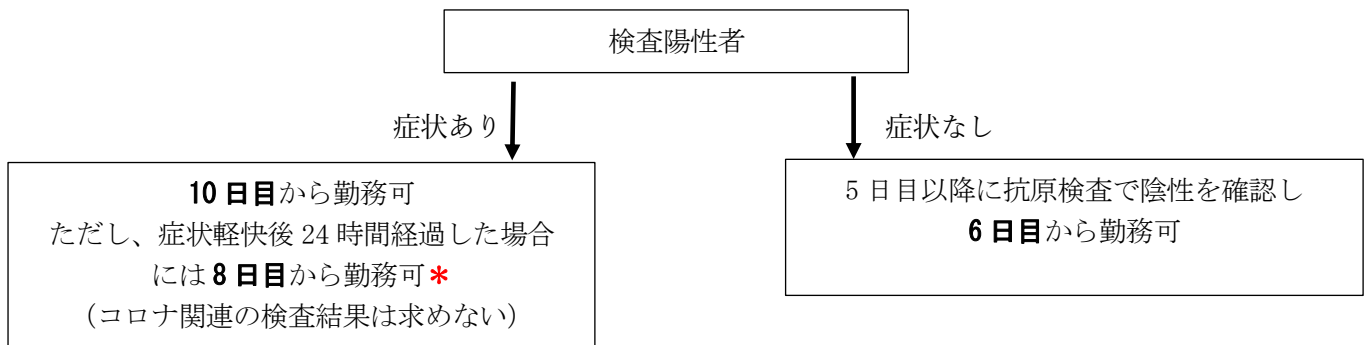 検査陽性者
症状あり
症状なし
10日目から勤務可
ただし、症状軽快後24時間経過した場合
には8日目から勤務可*
（コロナ関連の検査結果は求めない）
5日目以降に抗原検査で陰性を確認し
6日目から勤務可